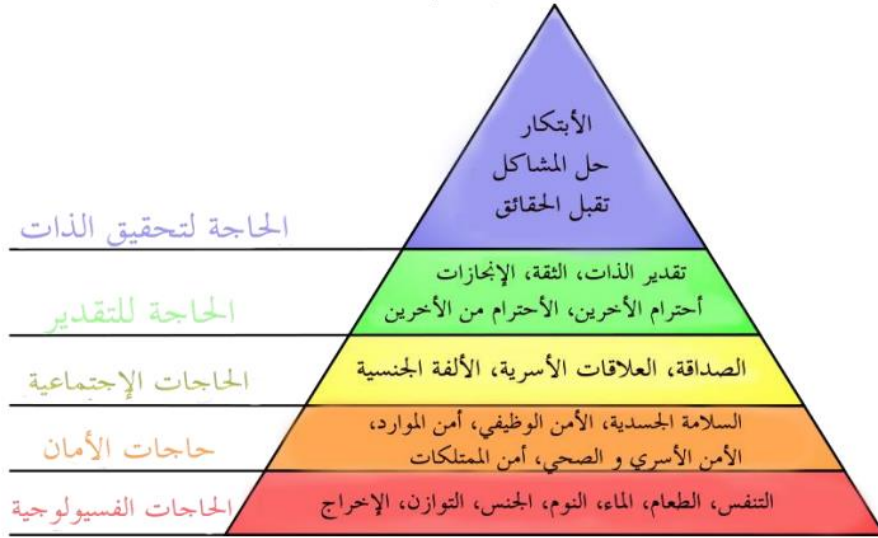 الأبتكار
حل المشاكل
تقبل الحقائق
الحاجة لتحقيق الذات
تقدير الذات، الثقة، الإنجازات
أحترام الأخرين، الأحترام من الأخرين
الحاجة للتقدير
الصداقة، العلاقات الأسرية، الألفة الجنسية
الحاجات الإجتماعية
السلامة الجسدية، الأمن الوظيفي، أمن الموارد،
الأمن الأسري و الصحي، أمن الممتلكات
حاجات الأمان
التنفس، الطعام، الماء، النوم، الجنس، التوازن، الإخراج
الحاجات الفسيولوجية